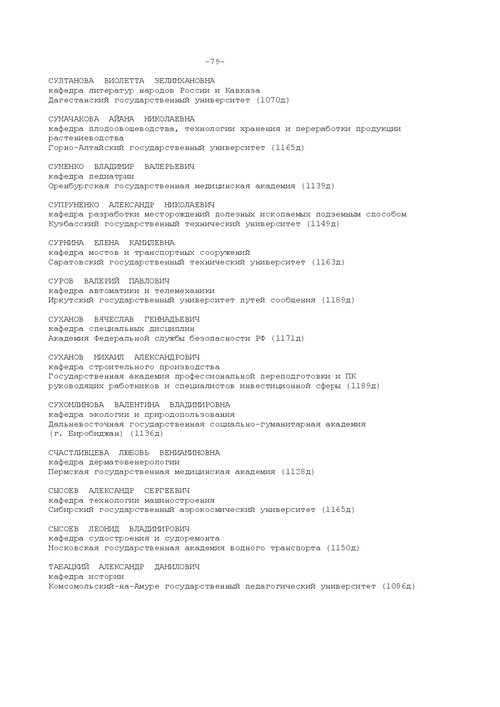 -79-
СУЛТАНОВА ВИОЛЕТТА ЗЕЛИМХАНОВНА
кафедра литератур народов России и Кавказа
Дагестанский государственный университет (1070д)
СУМАЧАКОВА АЙАНА НИКОЛАЕВНА
кафедра плодоовощеводства, технологии хранения и переработки продукции
растениеводства
Горно-Алтайский государственный университет (1165д)
СУМЕНКО ВЛАДИМИР ВАЛЕРЬЕВИЧ
кафедра педиатрии
Оренбургская государственная медицинская академия (1139д)
СУПРУНЕНКО АЛЕКСАНДР НИКОЛАЕВИЧ
кафедра разработки месторождений полезных ископаемых подземным способом
Кузбасский государственный технический университет (1149д)
СУРНИНА ЕЛЕНА КАМИЛЕВНА
кафедра мостов и транспортных сооружений
Саратовский государственный технический университет (1163д)
СУРОВ ВАЛЕРИЙ ПАВЛОВИЧ
кафедра автоматики и телемеханики
Иркутский государственный университет путей сообщения (1189д)
СУХАНОВ ВЯЧЕСЛАВ ГЕННАДЬЕВИЧ
кафедра специальных дисциплин
Академия Федеральной службы безопасности РФ (1171д)
СУХАНОВ МИХАИЛ АЛЕКСАНДРОВИЧ
кафедра строительного производства
Государственная академия профессиональной переподготовки и ПК
руководящих работников и специалистов инвестиционной сферы (1189д)
СУХОМЛИНОВА ВАЛЕНТИНА ВЛАДИМИРОВНА
кафедра экологии и природопользования
Дальневосточная государственная социально-гуманитарная академия
(г. Биробиджан) (1136д)
СЧАСТЛИВЦЕВА ЛЮБОВЬ ВЕНИАМИНОВНА
кафедра дерматовенерологии
Пермская государственная медицинская академия (1128д)
СЫСОЕВ АЛЕКСАНДР СЕРГЕЕВИЧ
кафедра технологии машиностроения
Сибирский государственный аэрокосмический университет (1165д)
СЫСОЕВ ЛЕОНИД ВЛАДИМИРОВИЧ
кафедра судостроения и судоремонта
Московская государственная академия водного транспорта (1150д)
ТАБАЦКИЙ АЛЕКСАНДР ДАНИЛОВИЧ
кафедра истории
Комсомольский-на-Амуре государственный педагогический университет (1086д)